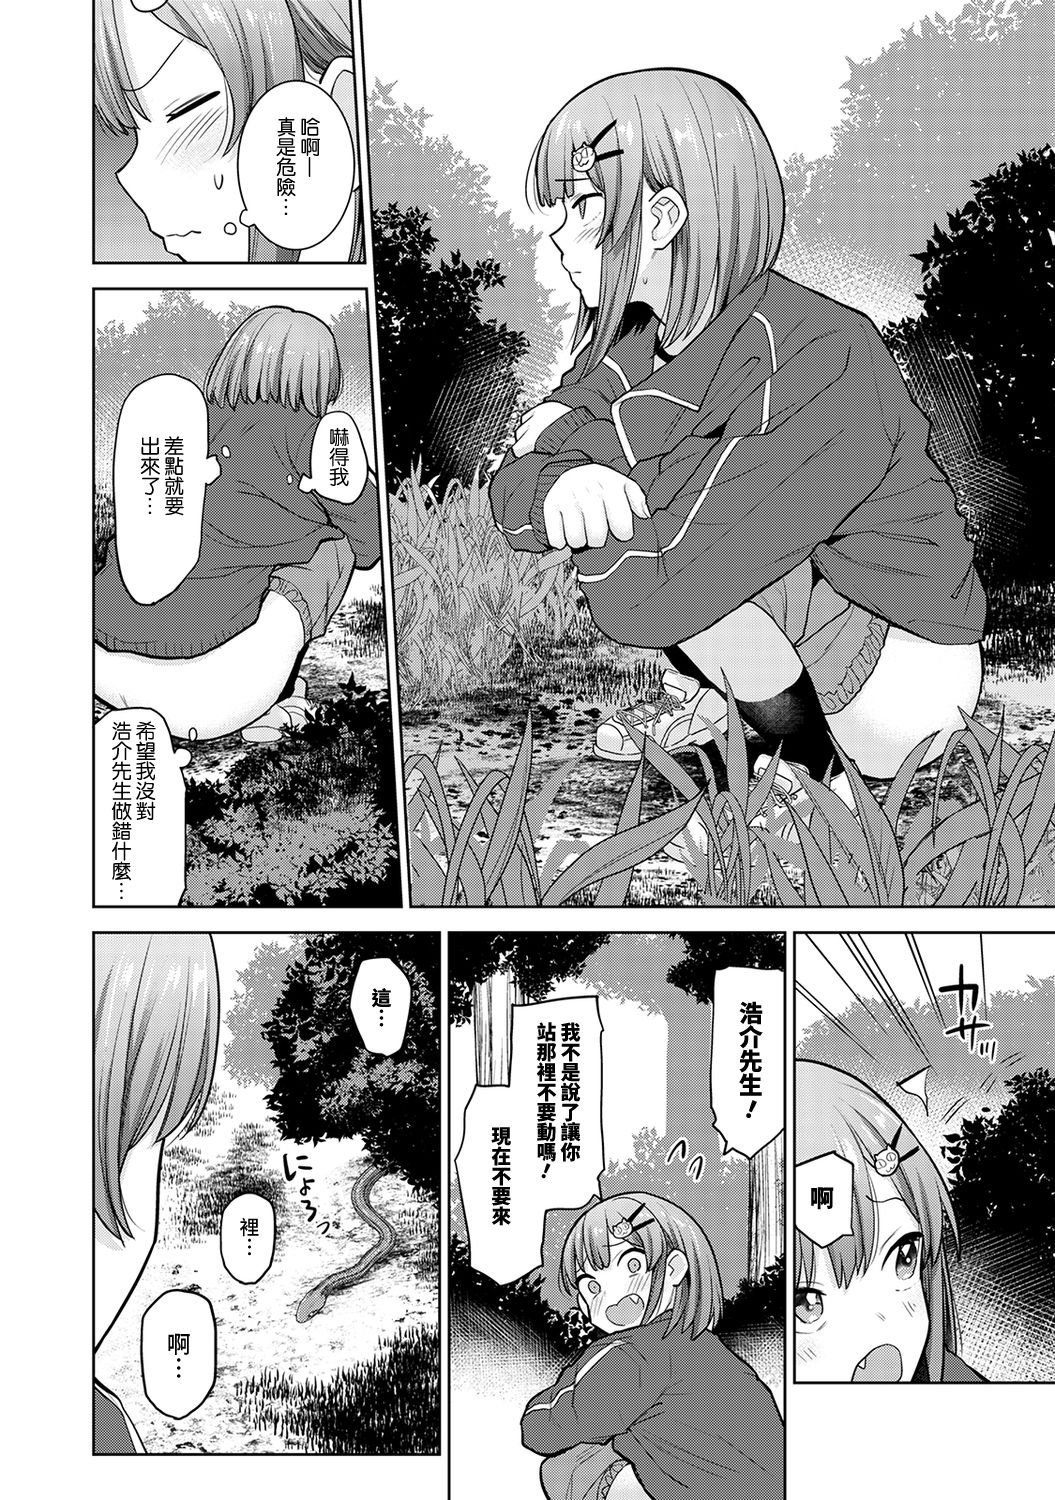 哈啊—
真是危險…
嚇得我
差點就要
出來了…
希望我沒對
浩介先生做錯什麼…
カサッ
啊
浩介先生！
我不是說了讓你
站那裡不要動嗎！
現在不要來
這…
にょろっ
裡…
啊…